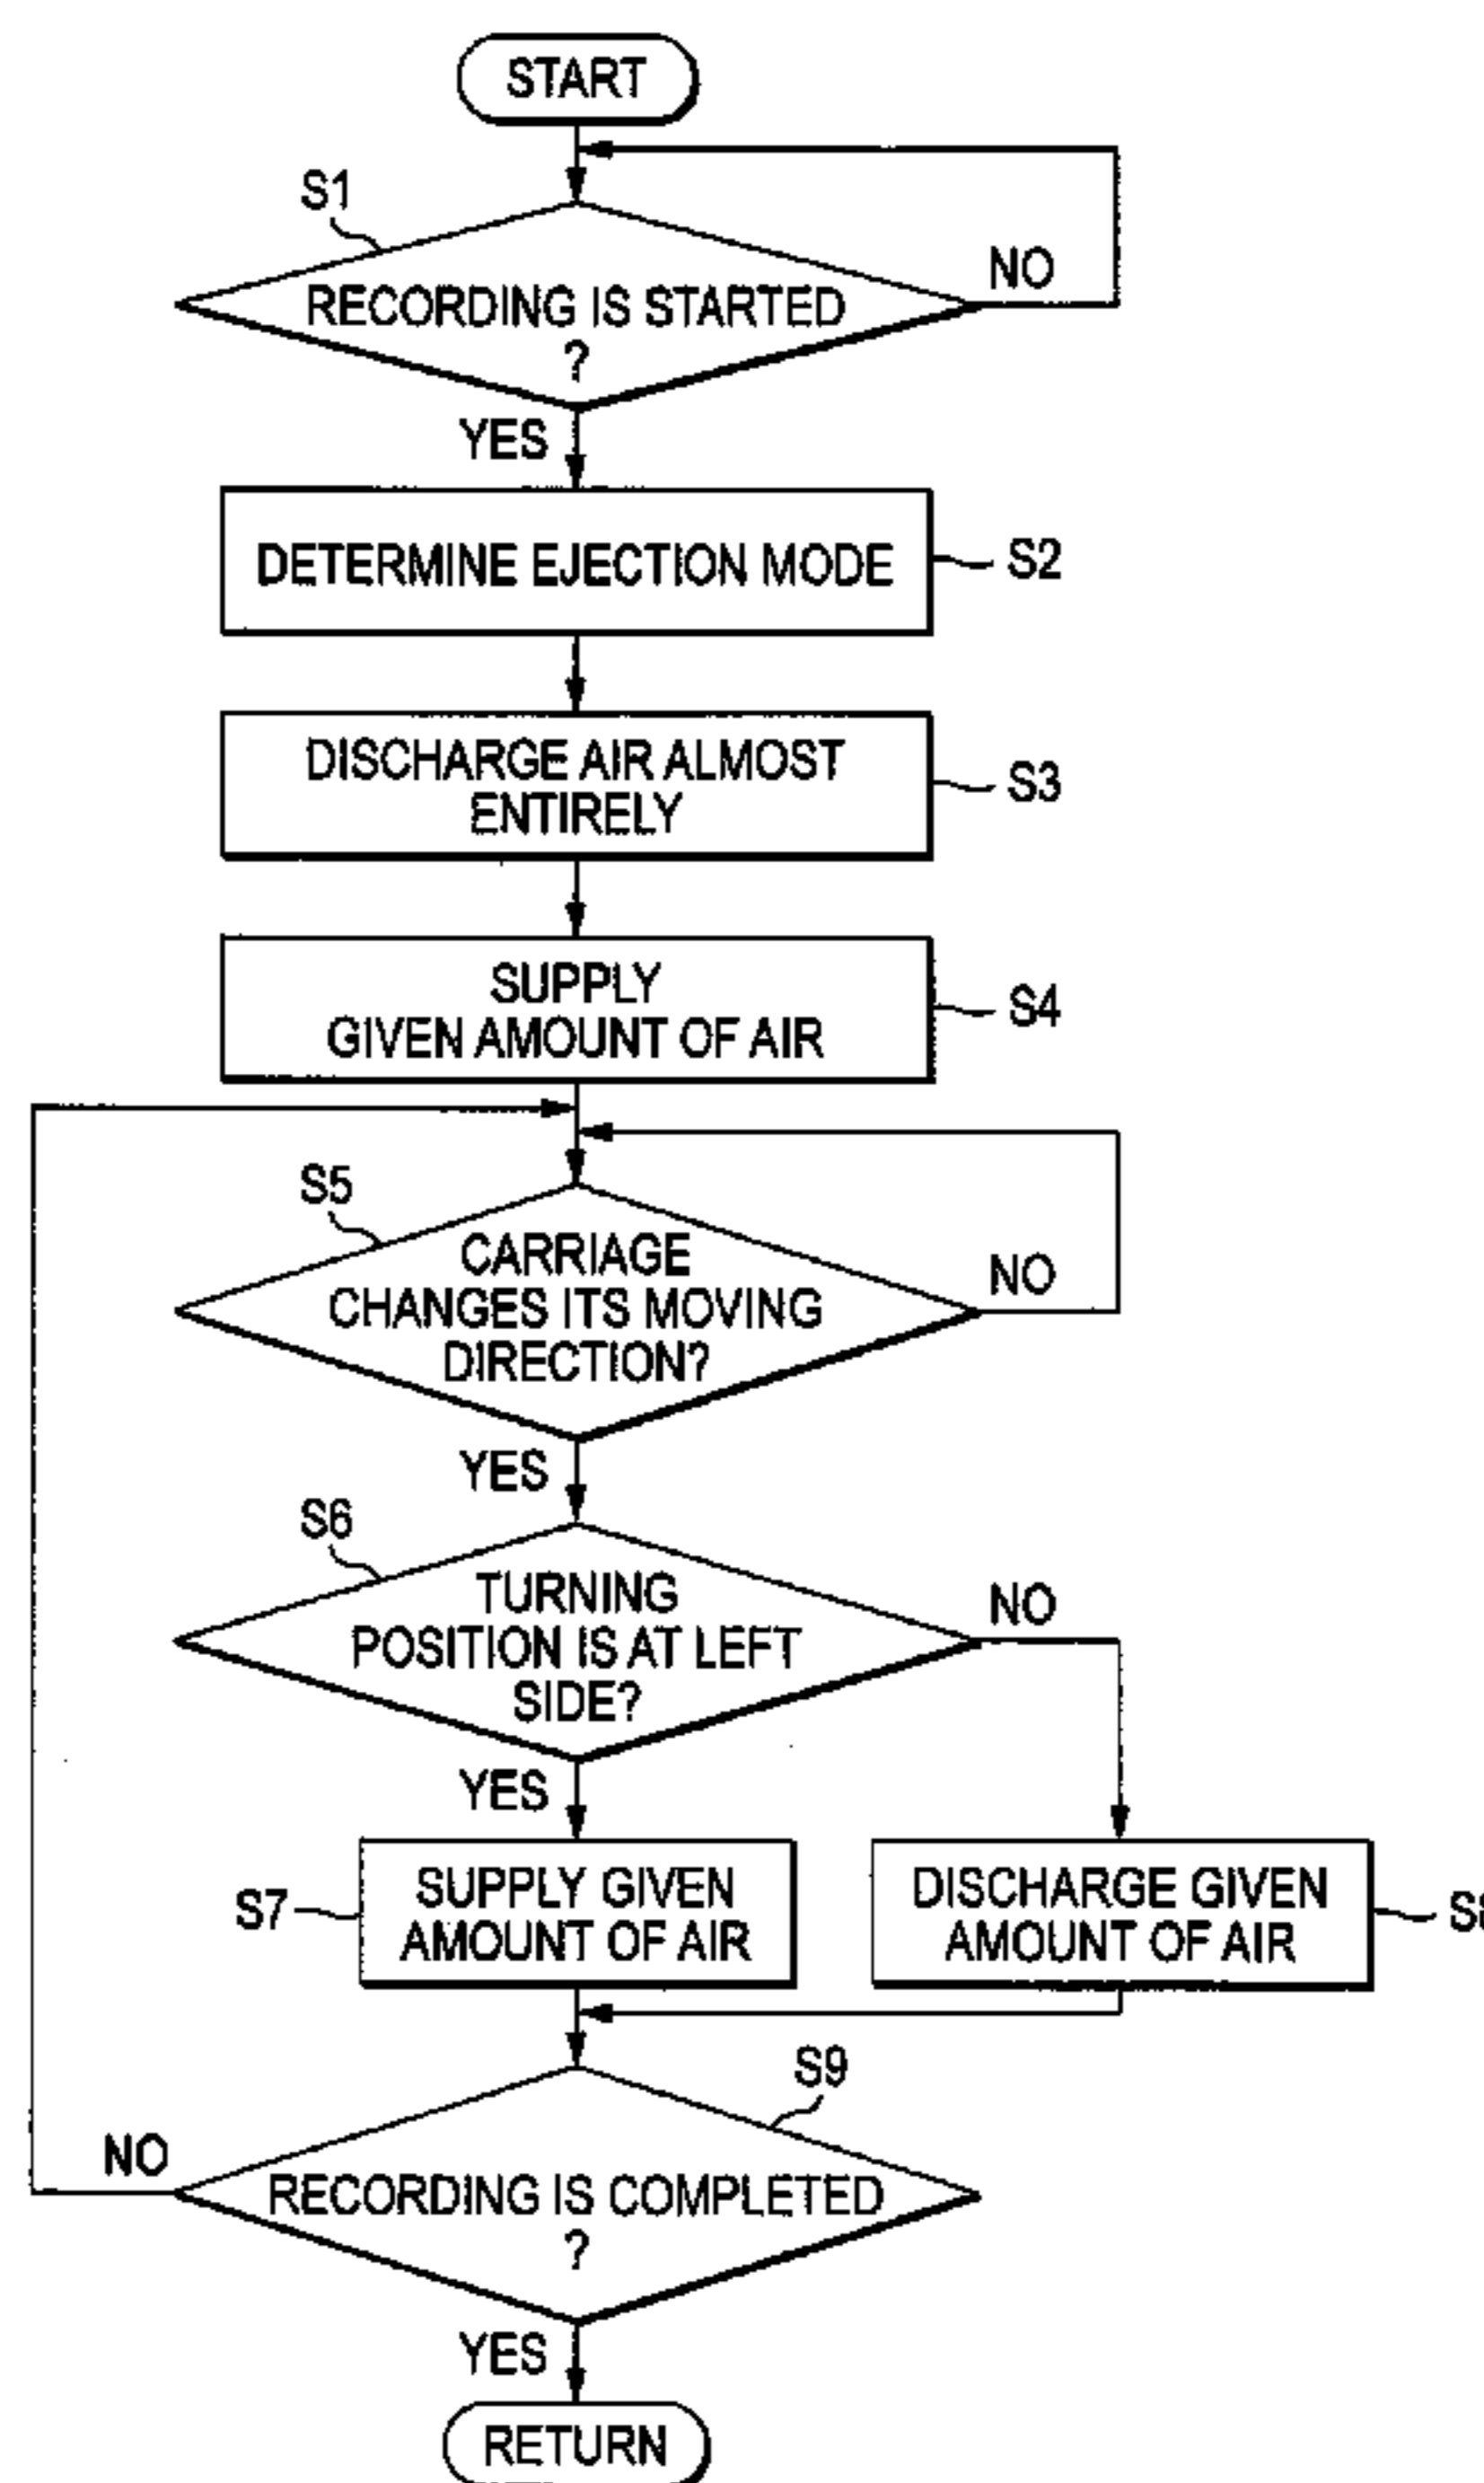 START
S1
NO
RECORDING IS STARTED
?
YES
DETERMINE EJECTION MODE
S2
DISCHARGE AIR ALMOST
ENTIRELY
S3
SUPPLY
GIVEN AMOUNT OF AIR
S4
S5
CARRIAGE
CHANGES ITS MOVING
DIRECTION?
NO
YES
S6
TURNING
POSITION IS AT LEFT
SIDE?
NO
YES
S7
SUPPLY GIVEN
AMOUNT OF AIR
DISCHARGE GIVEN
AMOUNT OF AIR
S9
NO
RECORDING IS COMPLETED
?
YES
RETURN